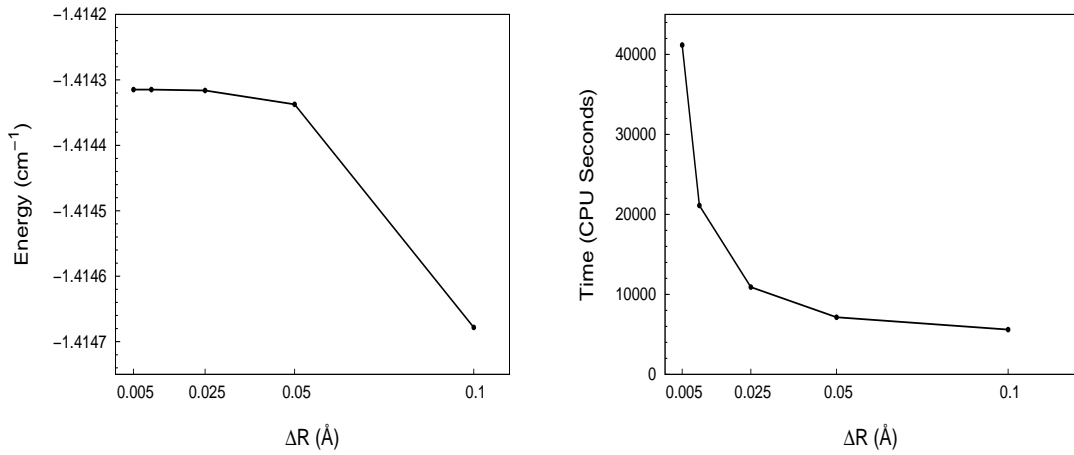 −1.4142
−1.4143
−1.4144
−1.4145
−1.4146
−1.4147
Energy (cm−1)
0.005 0.025 0.05 0.1
ΔR (Å)
40000
30000
20000
10000
0
Time (CPU Seconds)
0.005 0.025 0.05 0.1
ΔR (Å)